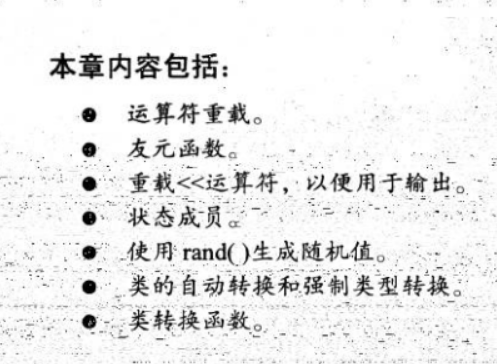 本章内容包括：
● 运算符重载。
● 友元函数。
● 重载<<运算符，以便用于输出。
● 状态成员。
● 使用 rand( )生成随机值。
● 类的自动转换和强制类型转换。
● 类转换函数。